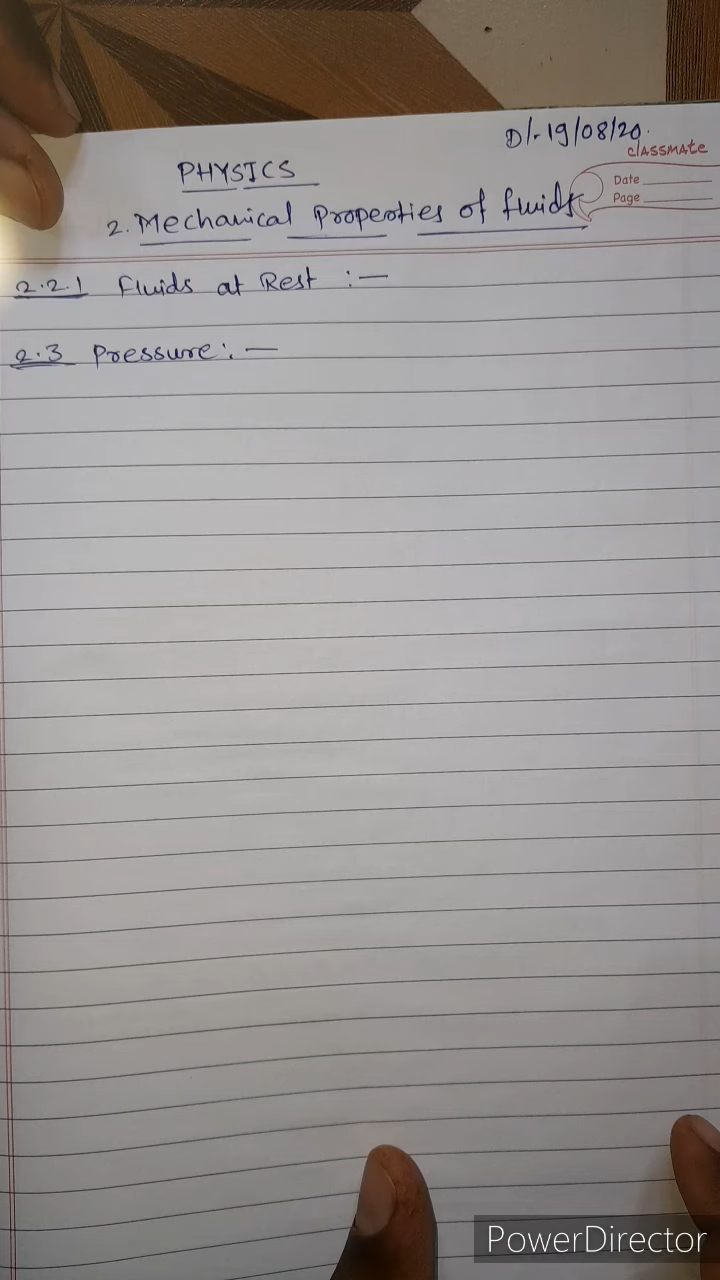 D/-19/08/20.
classmate
PHYSICS
Date
Page
2. Mechanical Properties of fluids
2.2.1 Fluids at Rest :—
2.3 Pressure:—
PowerDirector